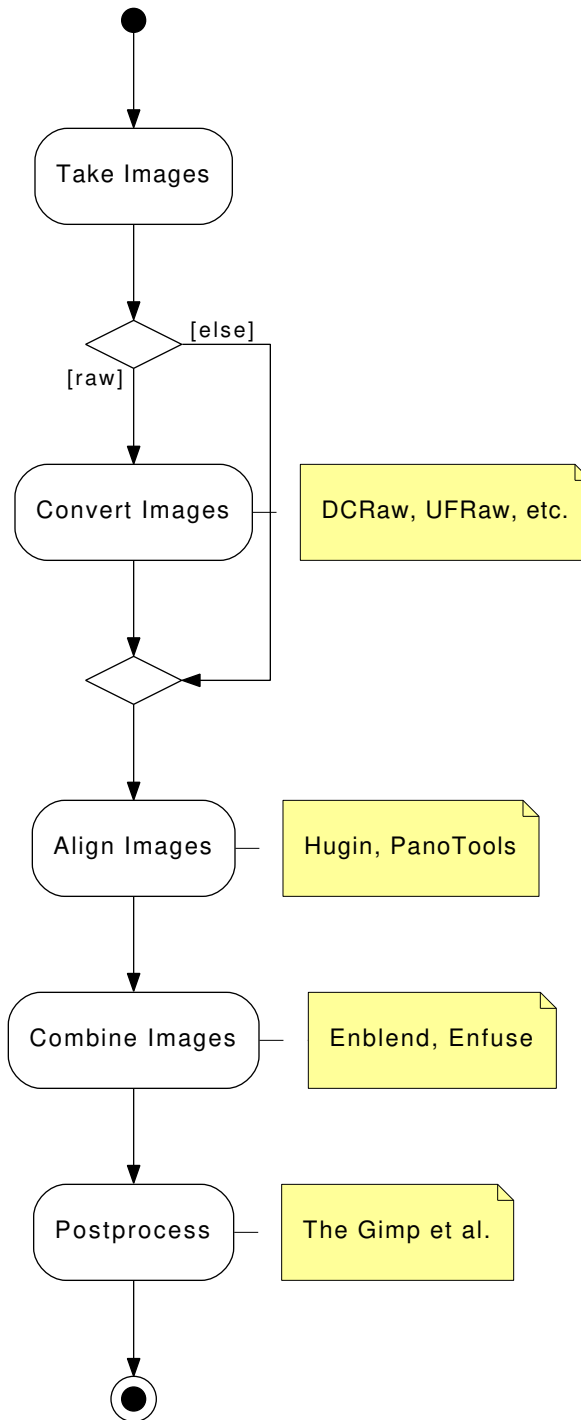 Take Images
[else]
[raw]
Convert Images
DCRaw, UFRaw, etc.
Align Images
Hugin, PanoTools
Combine Images
Enblend, Enfuse
Postprocess
The Gimp et al.